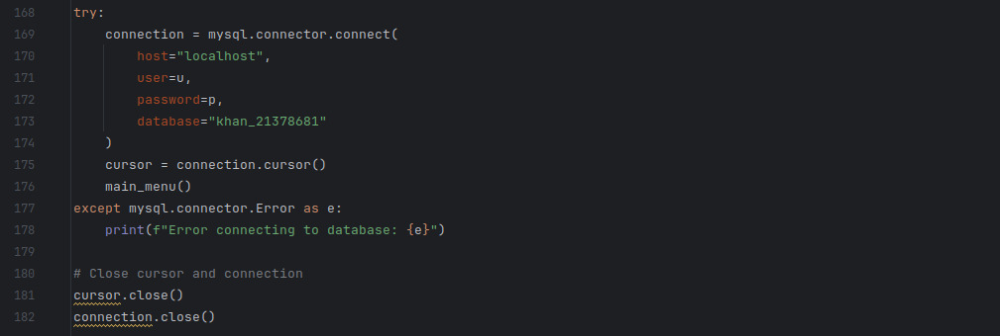 168 try:
169     connection = mysql.connector.connect(
170         host="localhost",
171         user=u,
172         password=p,
173         database="khan_21378681"
174     )
175     cursor = connection.cursor()
176     main_menu()
177 except mysql.connector.Error as e:
178     print(f"Error connecting to database: {e}")
179
180 # Close cursor and connection
181 cursor.close()
182 connection.close()